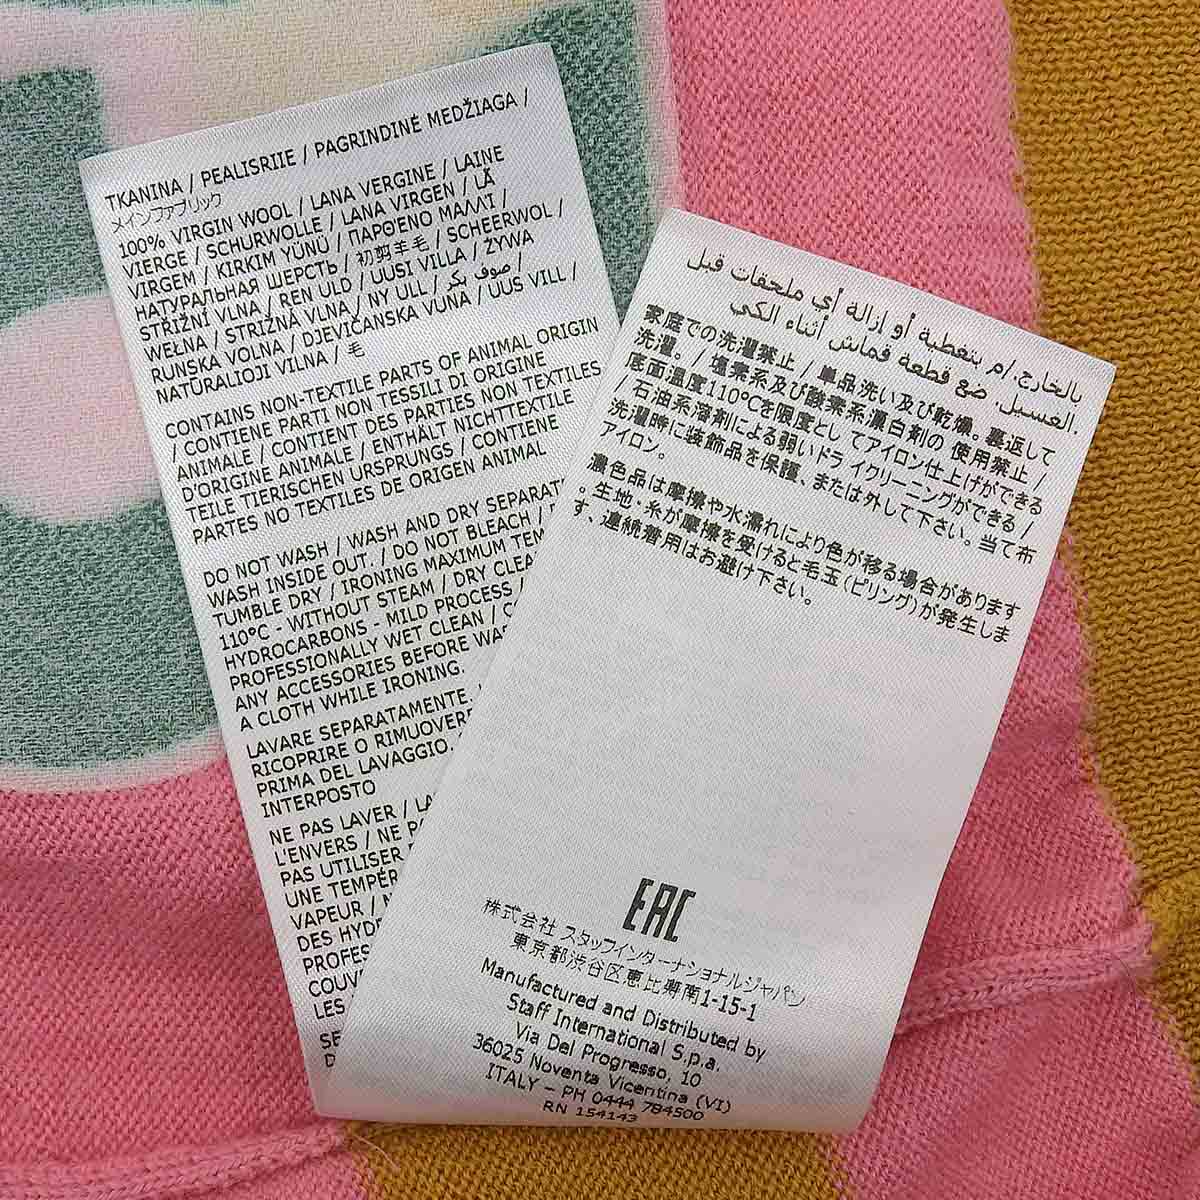 TKANINA / PEALISRIIE / PAGRINDINĖ MEDŽIAGA /
メインファブリック
100% VIRGIN WOOL / LANA VERGINE / LAINE
VIERGE / SCHURWOLLE / LANA VIRGEN / LÃ
VIRGEM / KIRKIM YÜNÜ / ΠΑΡΘΕΝΟ ΜΑΛΛΙ /
НАТУРАЛЬНАЯ ШЕРСТЬ / 初剪羊毛 / SCHEERWOL /
STŘIŽNÍ VLNA / REN ULD / UUSI VILLA / ŻYWA
WEŁNA / STRIŽNÁ VLNA / NY ULL / صوف بكر /
RUNSKA VOLNA / DJEVIČANSKA VUNA / UUS VILL /
NATŪRALIOJI VILNA / 毛
CONTAINS NON-TEXTILE PARTS OF ANIMAL ORIGIN
/ CONTIENE PARTI NON TESSILI DI ORIGINE
ANIMALE / CONTIENT DES PARTIES NON TEXTILES
D'ORIGINE ANIMALE / ENTHÄLT NICHTTEXTILE
TEILE TIERISCHEN URSPRUNGS / CONTIENE
PARTES NO TEXTILES DE ORIGEN ANIMAL
DO NOT WASH / WASH AND DRY SEPARAT
WASH INSIDE OUT. / DO NOT BLEACH /
TUMBLE DRY / IRONING MAXIMUM TEM
110°C - WITHOUT STEAM / DRY CLEA
HYDROCARBONS - MILD PROCESS /
PROFESSIONALLY WET CLEAN /
ANY ACCESSORIES BEFORE WAS
A CLOTH WHILE IRONING.
LAVARE SEPARATAMENTE.
RICOPRIRE O RIMUOVERE
PRIMA DEL LAVAGGIO.
INTERPOSTO
NE PAS LAVER / LA
L'ENVERS / NE P
PAS UTILISER
UNE TEMPÉR
VAPEUR /
DES HYD
PROFES
COUV
LES
SE
بالخارج. ام بتغطية أو إزالة أي ملحقات قبل
الغسيل. ضع قطعة قماش أثناء الكي.
家庭での洗濯禁止 / 単品洗い及び乾燥。裏返して
洗濯。 / 塩素系及び酸素系漂白剤の 使用禁止 /
底面温度110℃を限度とし てアイロン仕上げができる
/ 石油系溶剤による弱いドラ イクリーニングができる /
洗濯時に装飾品を保護、または外して下さい。当て布
アイロン。
濃色品は摩擦や水濡れにより色が移る場合があります
。生地・糸が摩擦を受けると毛玉(ピリング)が発生しま
す、連続着用はお避け下さい。
EAC
株式会社 スタッフインターナショナルジャパン
東京都渋谷区恵比寿南1-15-1
Manufactured and Distributed by
Staff International S.p.a.
Via Del Progresso, 10
36025 Noventa Vicentina (VI)
ITALY - PH 0444 784500
RN 154143